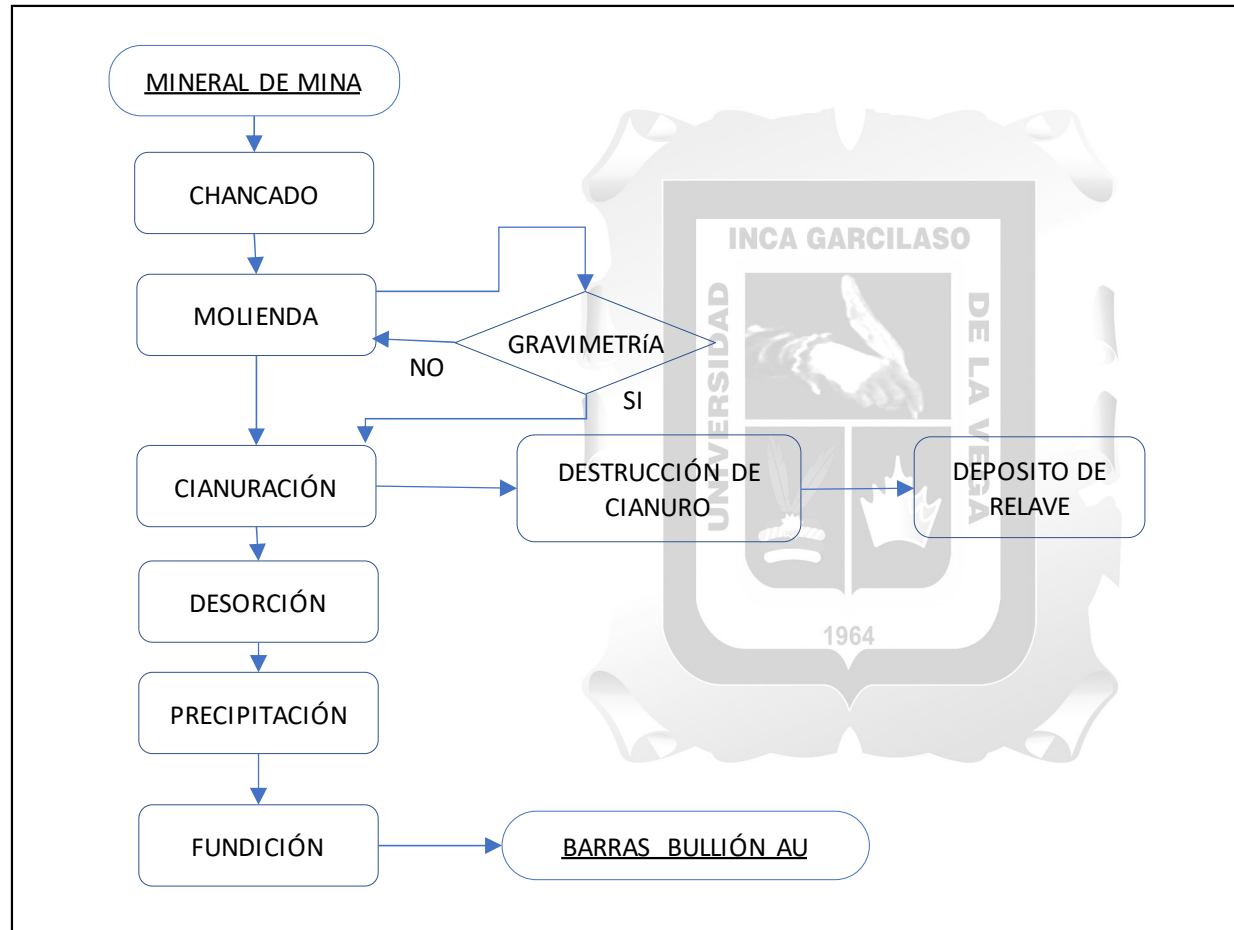 MINERAL DE MINA
CHANCADO
INCA GARCILASO
MOLIENDA
UNIVERSIDAD
DE LA VEGA
GRAVIMETRíA
NO
SI
CIANURACIÓN
DESTRUCCIÓN DE
CIANURO
DEPOSITO DE
RELAVE
DESORCIÓN
1964
PRECIPITACIÓN
FUNDICIÓN
BARRAS BULLIÓN AU